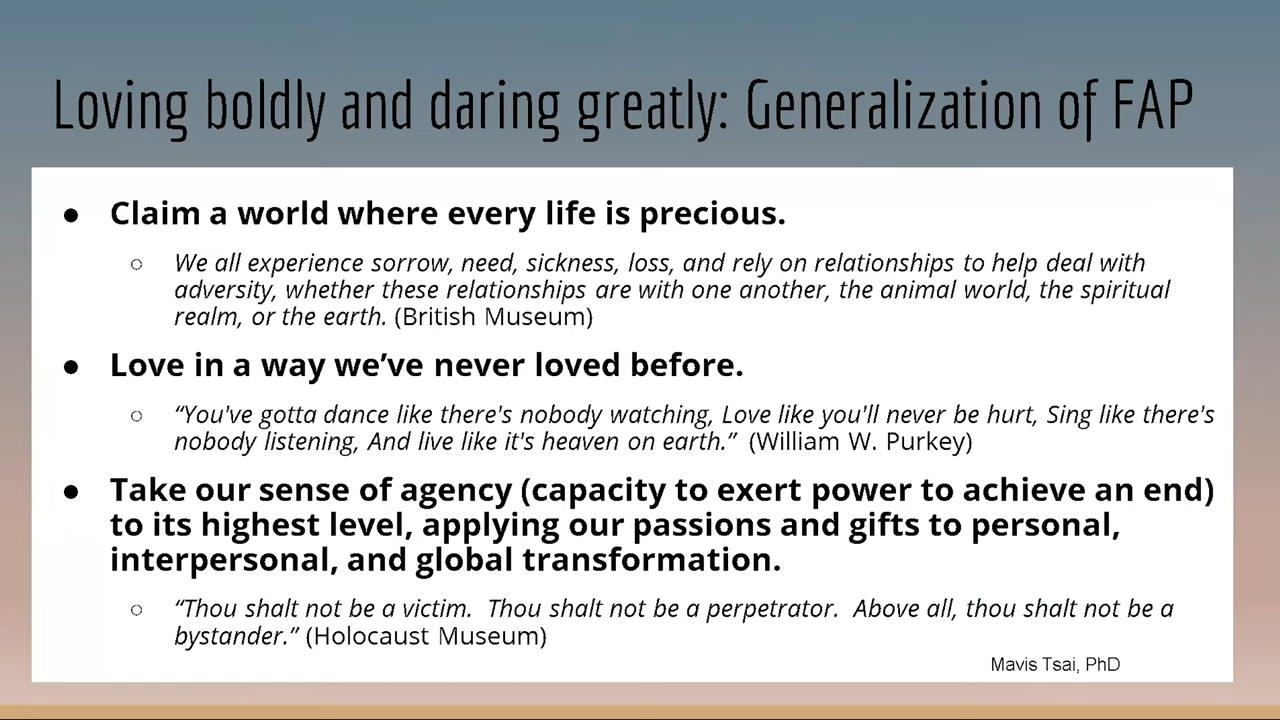 Loving boldly and daring greatly: Generalization of FAP
● Claim a world where every life is precious.
○ We all experience sorrow, need, sickness, loss, and rely on relationships to help deal with
adversity, whether these relationships are with one another, the animal world, the spiritual
realm, or the earth. (British Museum)
● Love in a way we’ve never loved before.
○ “You've gotta dance like there's nobody watching, Love like you'll never be hurt, Sing like there's
nobody listening, And live like it's heaven on earth.” (William W. Purkey)
● Take our sense of agency (capacity to exert power to achieve an end)
to its highest level, applying our passions and gifts to personal,
interpersonal, and global transformation.
○ “Thou shalt not be a victim. Thou shalt not be a perpetrator. Above all, thou shalt not be a
bystander.” (Holocaust Museum)
Mavis Tsai, PhD